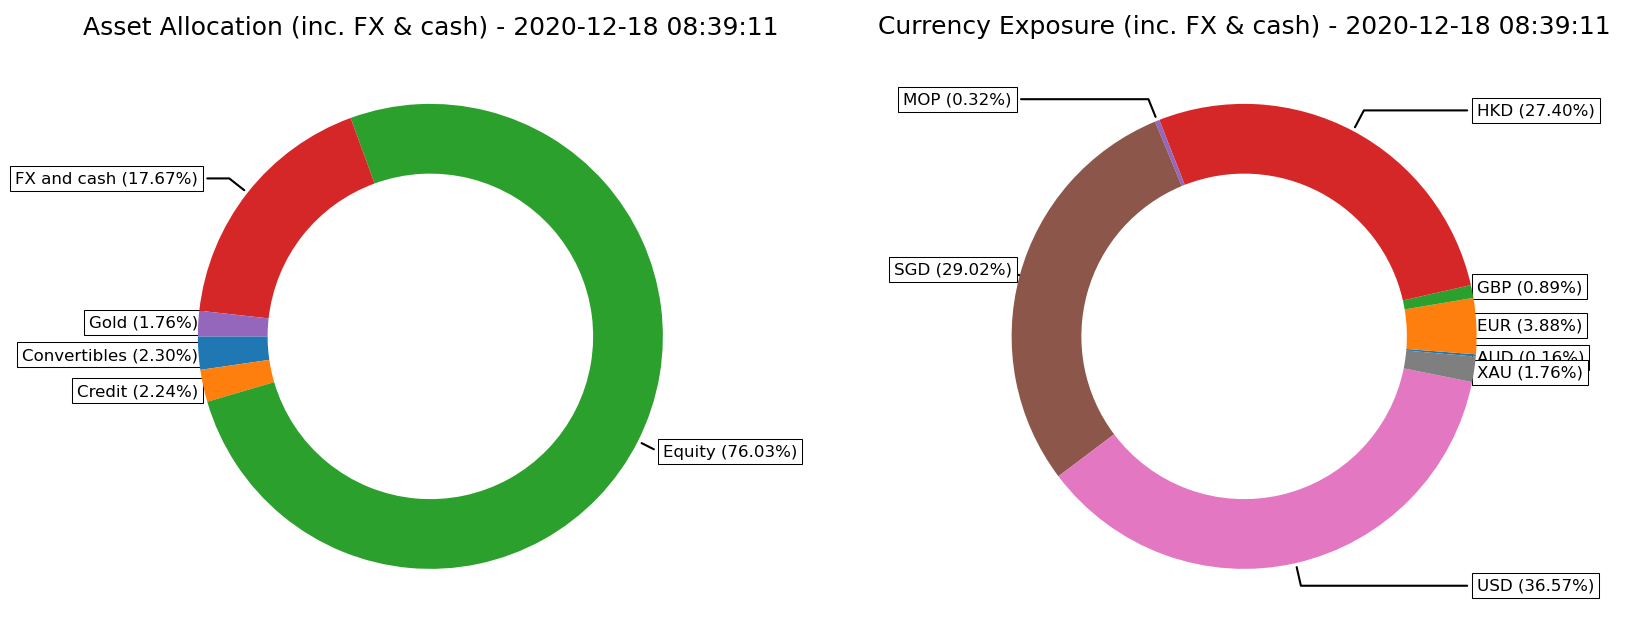 Asset Allocation (inc. FX & cash) - 2020-12-18 08:39:11
FX and cash (17.67%)
Gold (1.76%)
Convertibles (2.30%)
Credit (2.24%)
Equity (76.03%)
Currency Exposure (inc. FX & cash) - 2020-12-18 08:39:11
MOP (0.32%)
HKD (27.40%)
SGD (29.02%)
GBP (0.89%)
EUR (3.88%)
AUD (0.16%)
XAU (1.76%)
USD (36.57%)